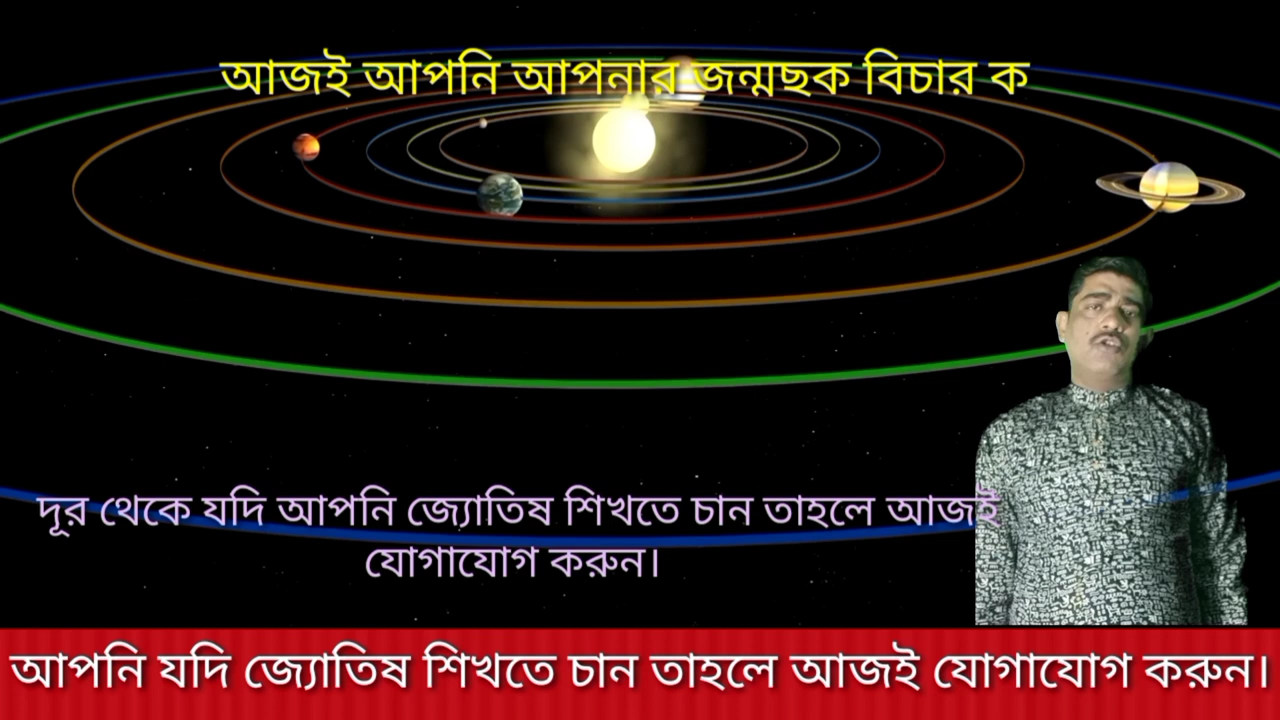 আজই আপনি আপনার জন্মছক বিচার ক
দূর থেকে যদি আপনি জ্যোতিষ শিখতে চান তাহলে আজই
যোগাযোগ করুন।
আপনি যদি জ্যোতিষ শিখতে চান তাহলে আজই যোগাযোগ করুন।